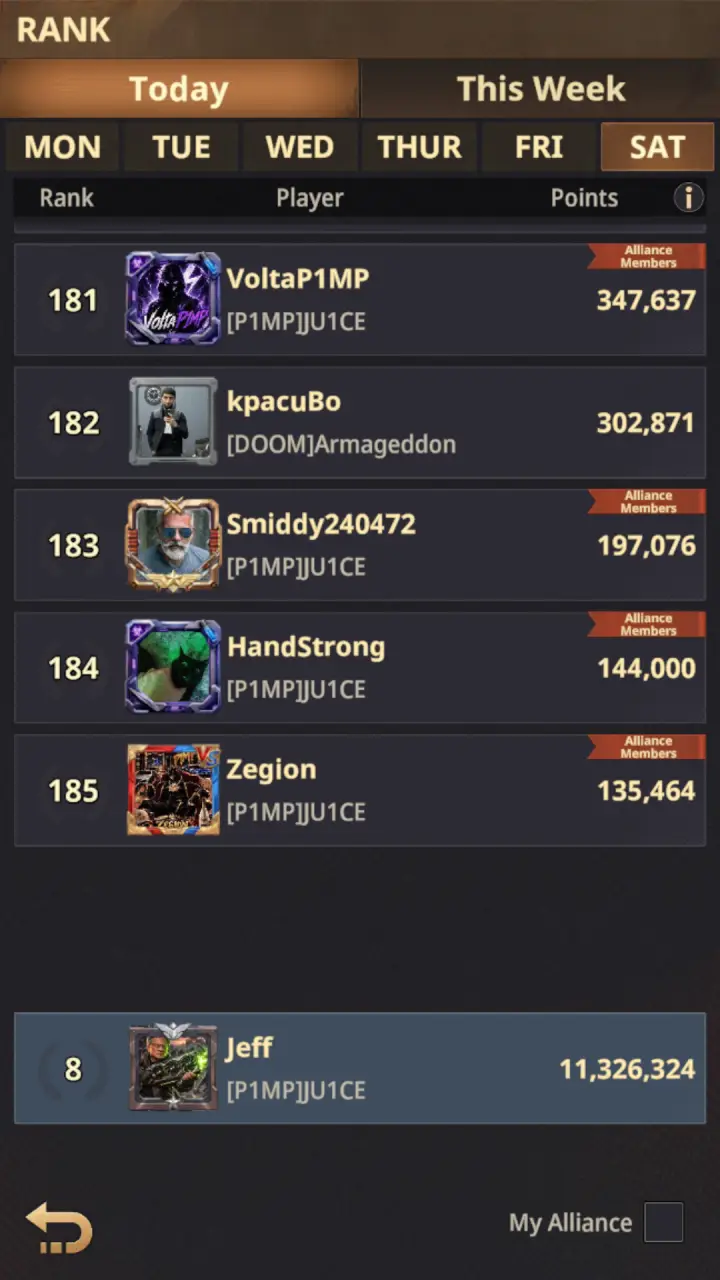 RANK
Today
This Week
MON
TUE
WED
THUR
FRI
SAT
Rank
Player
Points
i
Alliance
Members
181
VoltaP1MP
347,637
VoltaP1MP
[P1MP]JU1CE
182
kpacuBo
302,871
[DOOM]Armageddon
Alliance
Members
183
Smiddy240472
197,076
[P1MP]JU1CE
Alliance
Members
184
HandStrong
144,000
[P1MP]JU1CE
Alliance
Members
185
VS
Zegion
135,464
ZEGION
[P1MP]JU1CE
8
Jeff
11,326,324
[P1MP]JU1CE
My Alliance